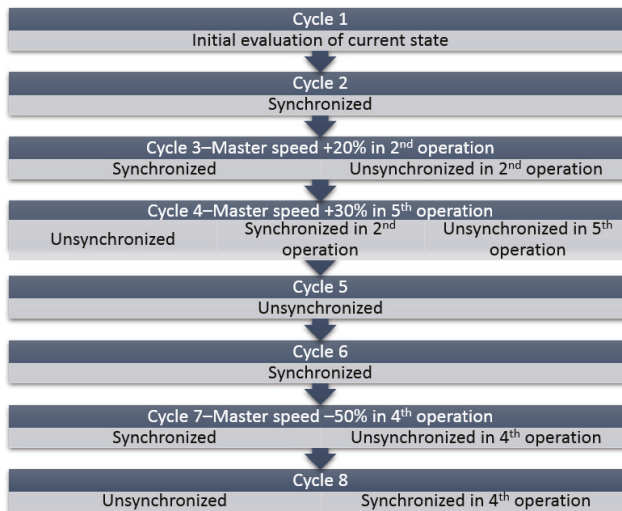 Cycle 1
Initial evaluation of current state
Cycle 2
Synchronized
Cycle 3–Master speed +20% in 2nd operation
Synchronized Unsynchronized in 2nd operation
Cycle 4–Master speed +30% in 5th operation
Unsynchronized Synchronized in 2nd operation Unsynchronized in 5th operation
Cycle 5
Unsynchronized
Cycle 6
Synchronized
Cycle 7–Master speed –50% in 4th operation
Synchronized Unsynchronized in 4th operation
Cycle 8
Unsynchronized Synchronized in 4th operation